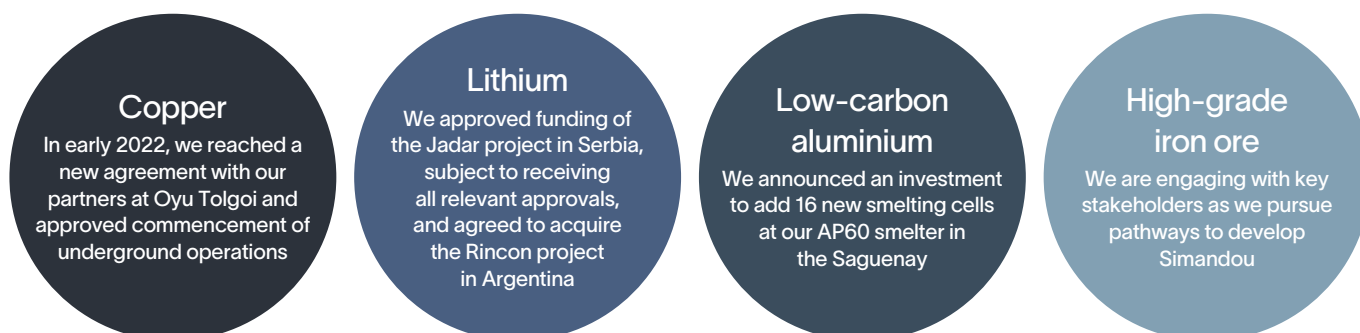 Copper
In early 2022, we reached a
new agreement with our
partners at Oyu Tolgoi and
approved commencement of
underground operations
Lithium
We approved funding of
the Jadar project in Serbia,
subject to receiving
all relevant approvals,
and agreed to acquire
the Rincon project
in Argentina
Low-carbon
aluminium
We announced an investment
to add 16 new smelting cells
at our AP60 smelter in
the Saguenay
High-grade
iron ore
We are engaging with key
stakeholders as we pursue
pathways to develop
Simandou